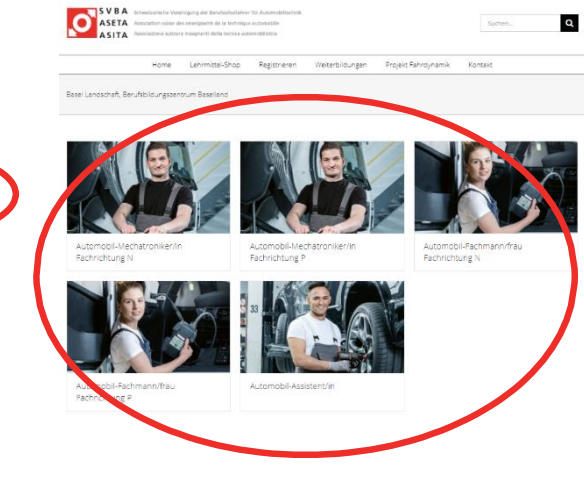 SVBA Schweizerische Vereinigung der Berufsschullehrer für Automobiltechnik
ASETA Association suisse des enseignants de la technique automobile
ASITA Associazione svizzera insegnanti della tecnica automobilistica
Suchen...
Home Lehrmittel-Shop Registrieren Weiterbildungen Projekt Fahrdynamik Kontakt
Basel Landschaft, Berufsbildungszentrum Baselland
Automobil-Mechatroniker/in
Fachrichtung N
Automobil-Mechatroniker/in
Fachrichtung P
Automobil-Fachmann/frau
Fachrichtung N
33
Automobil-Fachmann/frau
Fachrichtung P
Automobil-Assistent/in